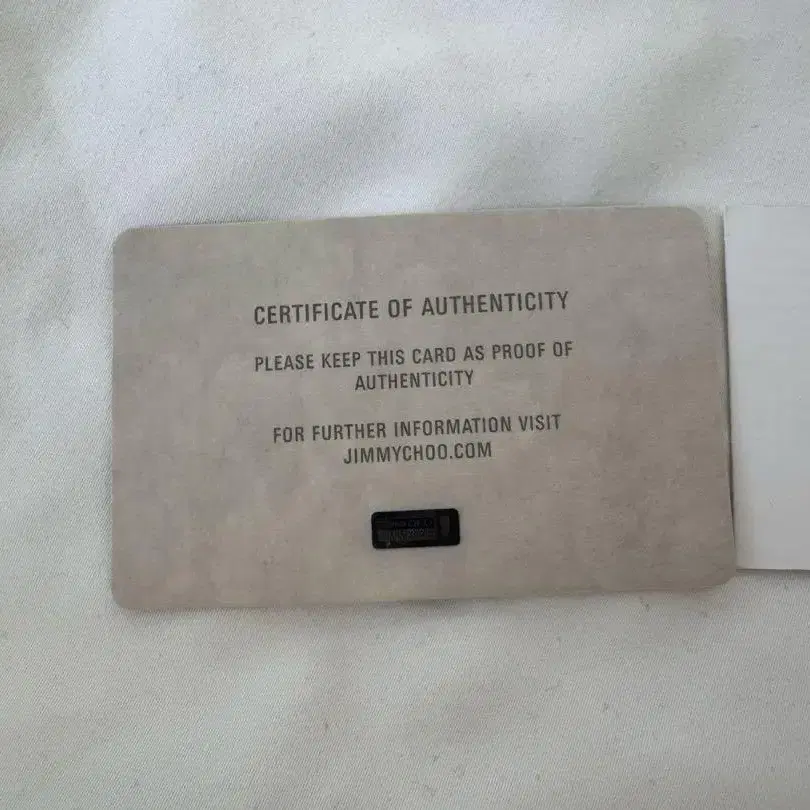 CERTIFICATE OF AUTHENTICITY
PLEASE KEEP THIS CARD AS PROOF OF
AUTHENTICITY
FOR FURTHER INFORMATION VISIT
JIMMYCHOO.COM